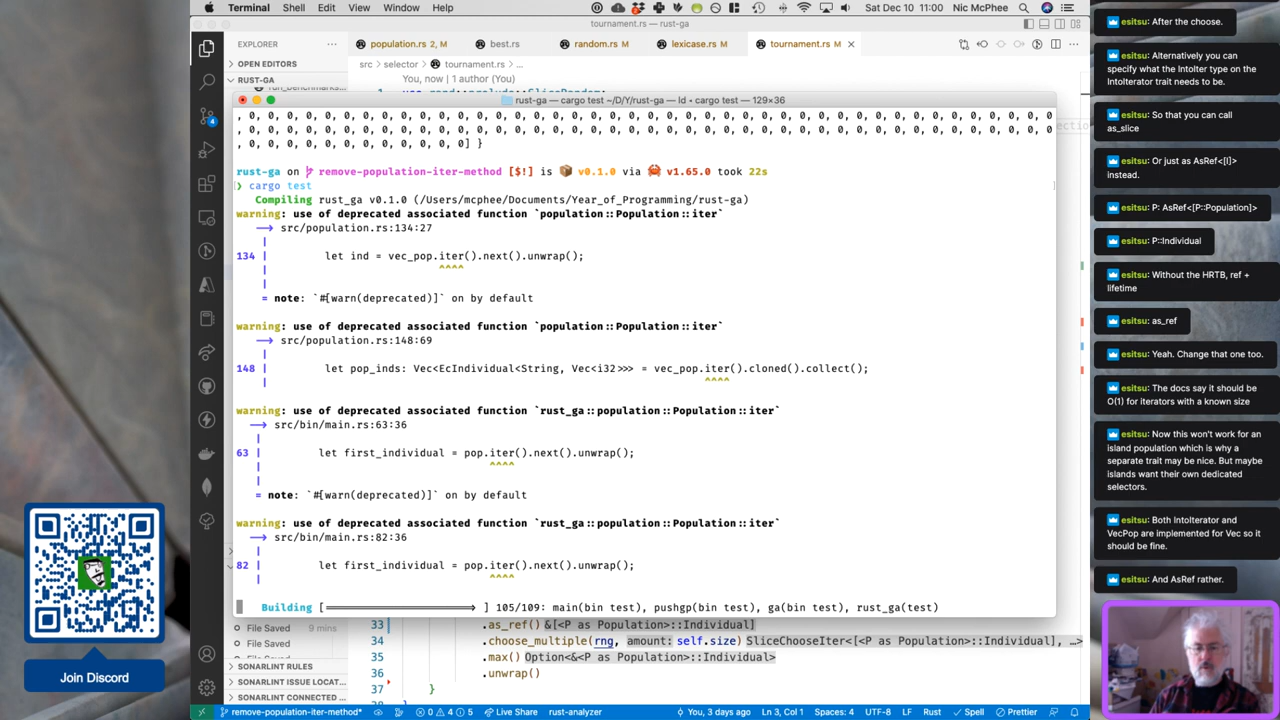 Terminal Shell Edit View Window Help Sat Dec 10 11:00 Nic McPhee
tournament.rs — rust-ga
EXPLORER ···
population.rs 2, M best.rs random.rs M lexicase.rs M tournament.rs M
OPEN EDITORS
src > selector > tournament.rs > ...
RUST-GA
You, now | 1 author (You)
rust-ga — cargo test ~/D/Y/rust-ga — ld • cargo test — 129×36
, 0, 0, 0, 0, 0, 0, 0, 0, 0, 0, 0, 0, 0, 0, 0, 0, 0, 0, 0, 0, 0, 0, 0, 0, 0, 0, 0, 0, 0, 0, 0, 0, 0, 0, 0, 0, 0, 0, 0, 0, 0, 0, 0
, 0, 0, 0, 0, 0, 0, 0, 0, 0, 0, 0, 0, 0, 0, 0, 0, 0, 0, 0, 0, 0, 0, 0, 0, 0, 0, 0, 0, 0, 0, 0, 0, 0, 0, 0, 0, 0, 0, 0, 0, 0, 0, 0
, 0, 0, 0, 0, 0, 0, 0, 0, 0, 0, 0, 0] }
rust-ga on remove-population-iter-method [$!] is v0.1.0 via v1.65.0 took 22s
❯ cargo test
Compiling rust_ga v0.1.0 (/Users/mcphee/Documents/Year_of_Programming/rust-ga)
warning: use of deprecated associated function `population::Population::iter`
--> src/population.rs:134:27
|
134 | let ind = vec_pop.iter().next().unwrap();
| ^^^^
|
= note: `#[warn(deprecated)]` on by default
warning: use of deprecated associated function `population::Population::iter`
--> src/population.rs:148:69
|
148 | let pop_inds: Vec<EcIndividual<String, Vec<i32>>> = vec_pop.iter().cloned().collect();
| ^^^^
warning: use of deprecated associated function `rust_ga::population::Population::iter`
--> src/bin/main.rs:63:36
|
63 | let first_individual = pop.iter().next().unwrap();
| ^^^^
|
= note: `#[warn(deprecated)]` on by default
warning: use of deprecated associated function `rust_ga::population::Population::iter`
--> src/bin/main.rs:82:36
|
82 | let first_individual = pop.iter().next().unwrap();
| ^^^^
Building [=======================> ] 105/109: main(bin test), pushgp(bin test), ga(bin test), rust_ga(test)
33 .as_ref() &[<P as Population>::Individual]
34 .choose_multiple(rng, amount: self.size) SliceChooseIter<[<P as Population>::Individual], …>
35 .max() Option<&<P as Population>::Individual>
36 .unwrap()
37 }
File Saved 9 mins
File Saved
SONARLINT RULES
SONARLINT ISSUE LOCAT...
SONARLINT CONNECTED ...
remove-population-iter-method* 0 4 5 Live Share rust-analyzer You, 3 days ago Ln 3, Col 1 Spaces: 4 UTF-8 LF Rust Spell Prettier
Join Discord
esitsu: After the choose.
esitsu: Alternatively you can
specify what the IntoIter type on the
IntoIterator trait needs to be.
esitsu: So that you can call
as_slice
esitsu: Or just as AsRef<[I]>
instead.
esitsu: P: AsRef<[P::Population]>
esitsu: P::Individual
esitsu: Without the HRTB, ref +
lifetime
esitsu: as_ref
esitsu: Yeah. Change that one too.
esitsu: The docs say it should be
O(1) for iterators with a known size
esitsu: Now this won't work for an
island population which is why a
separate trait may be nice. But maybe
islands want their own dedicated
selectors.
esitsu: Both IntoIterator and
VecPop are implemented for Vec so it
should be fine.
esitsu: And AsRef rather.